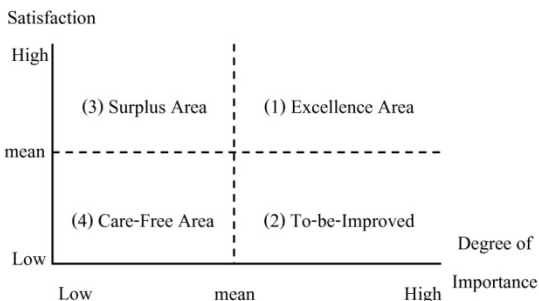 Satisfaction
High
(3) Surplus Area
(1) Excellence Area
mean
(4) Care-Free Area
(2) To-be-Improved
Low
Degree of
Importance
Low
mean
High